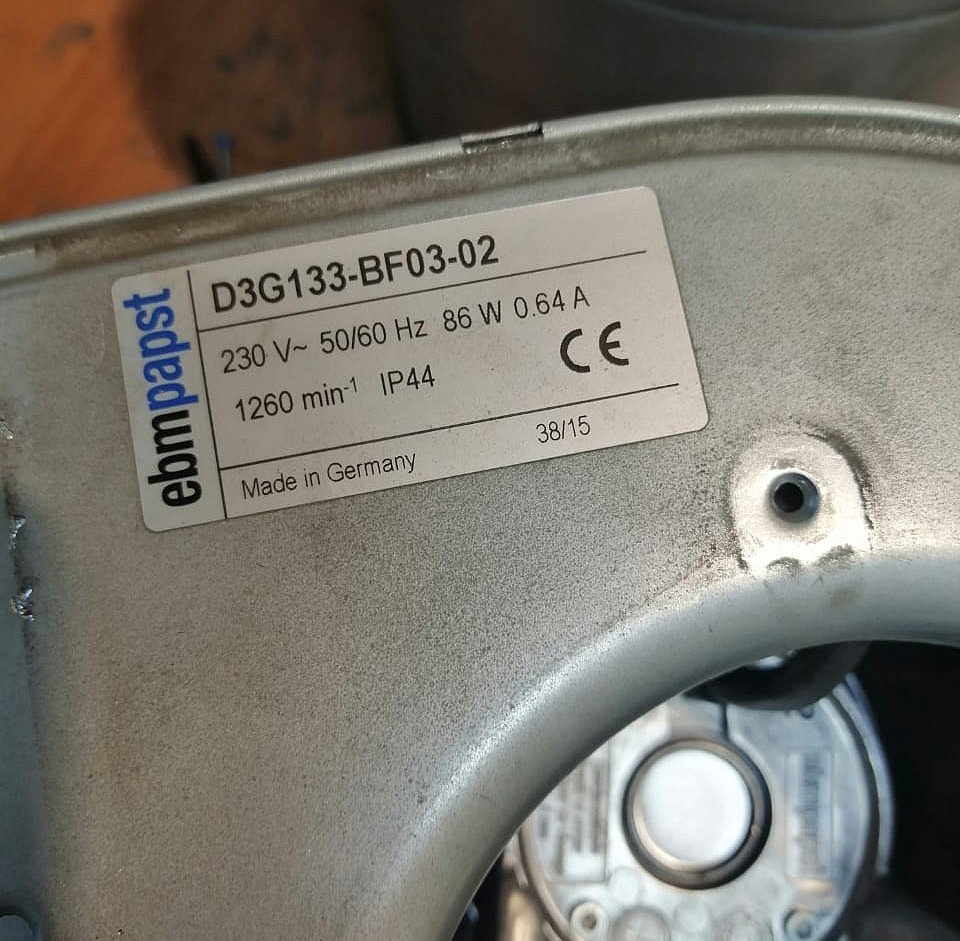 ebmpapst
D3G133-BF03-02
230 V~ 50/60 Hz 86 W 0.64 A
1260 min-1 IP44
CE
Made in Germany 38/15